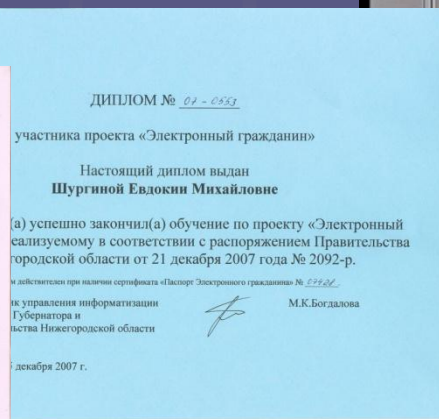 ДИПЛОМ № 07 - 0553
участника проекта «Электронный гражданин»
Настоящий диплом выдан
Шургиной Евдокии Михайловне
(а) успешно закончил(а) обучение по проекту «Электронный
еализуемому в соответствии с распоряжением Правительства
городской области от 21 декабря 2007 года № 2092-р.
м действителен при наличии сертификата «Паспорт Электронного гражданина» №
ик управления информатизации
Губернатора и
ьства Нижегородской области
М.К.Богдалова
декабря 2007 г.